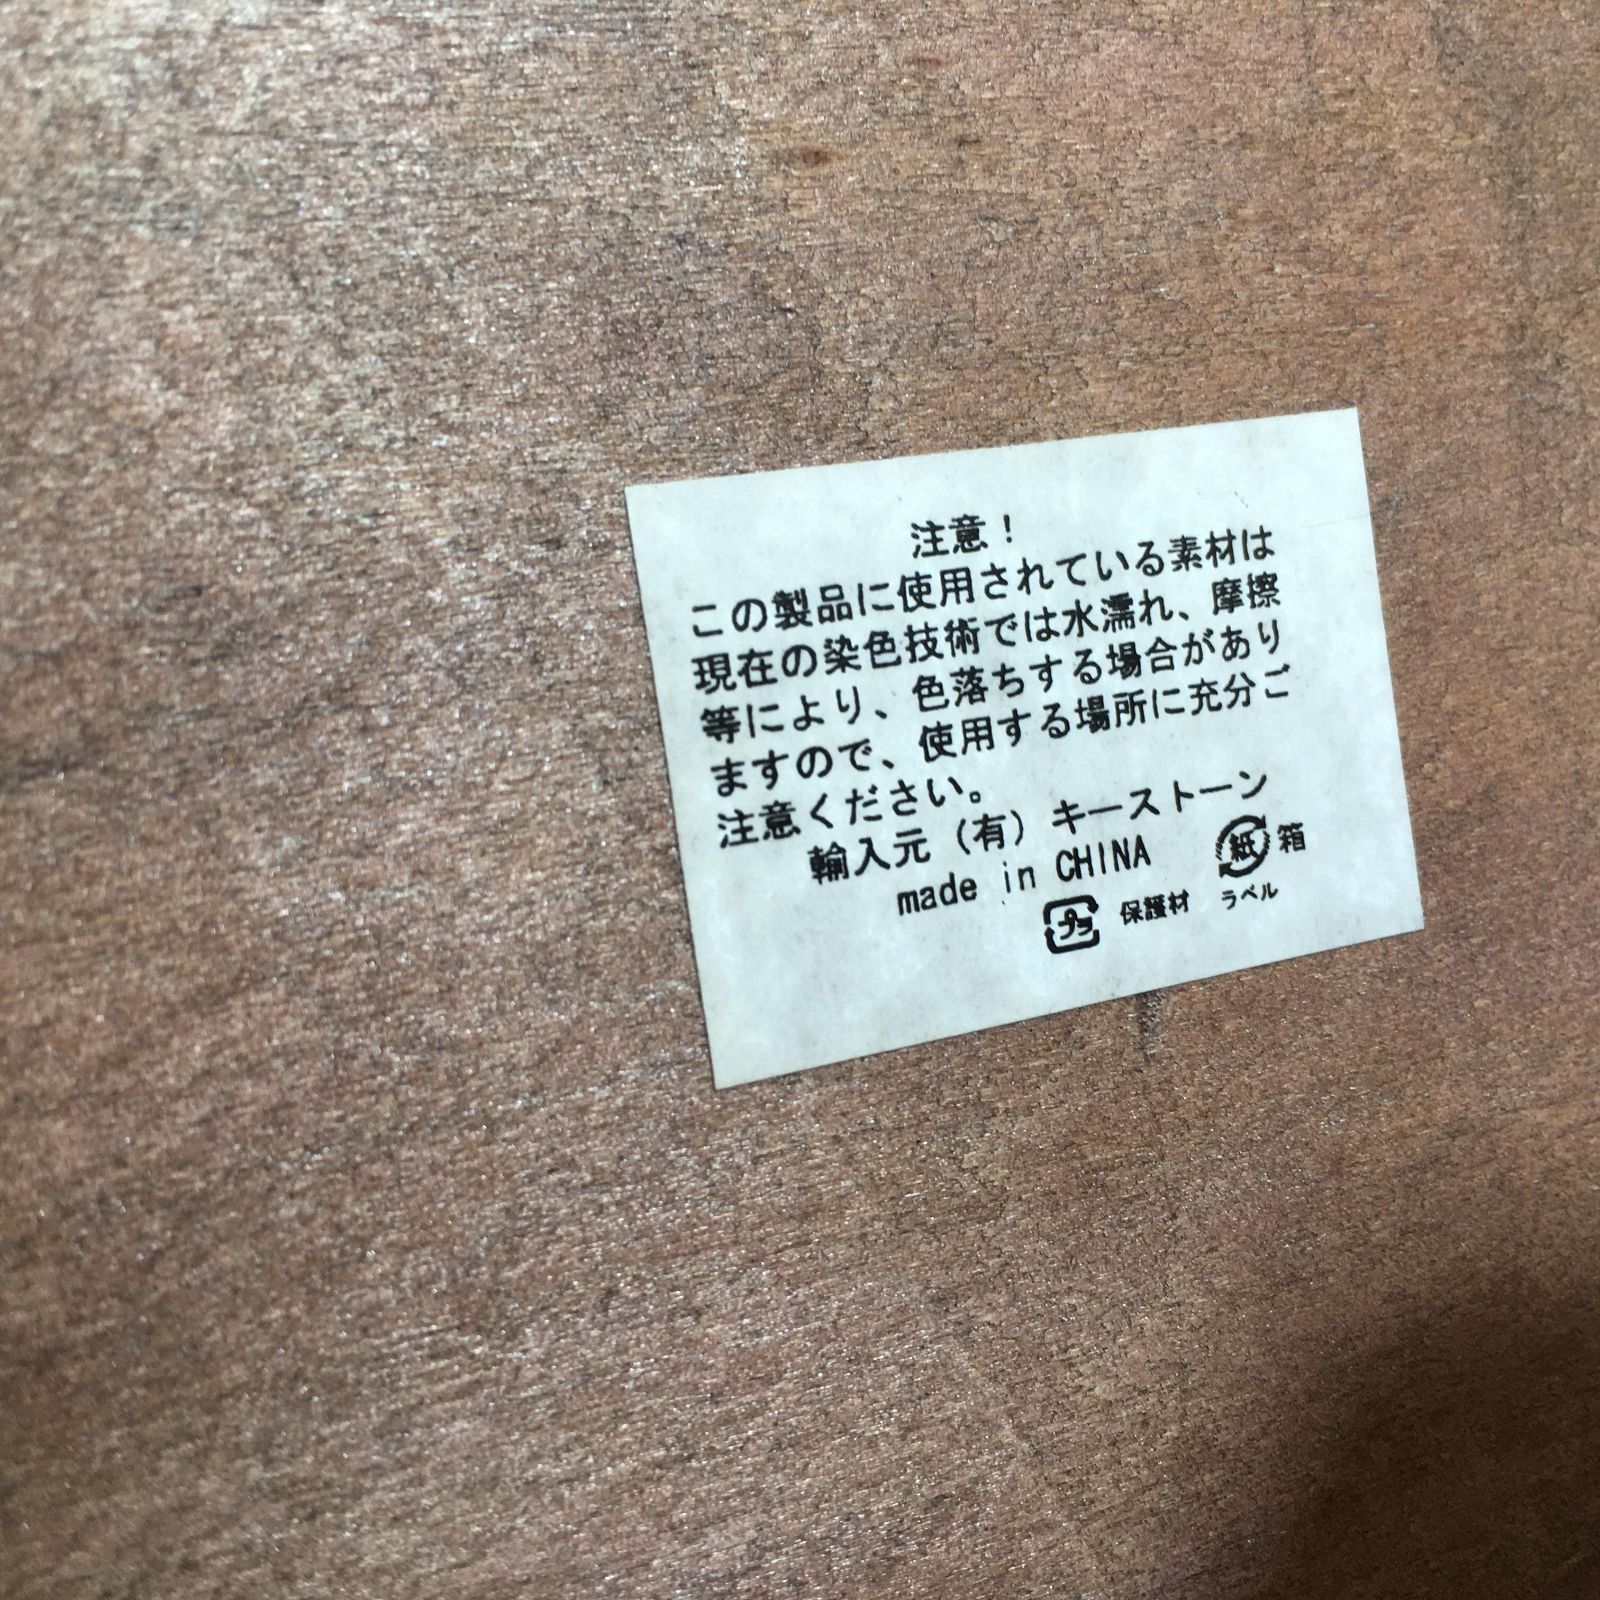 注意！
この製品に使用されている素材は
現在の染色技術では水濡れ、摩擦
等により、色落ちする場合があり
ますので、使用する場所に充分ご
注意ください。
輸入元（有）キーストーン
made in CHINA
紙 箱
プラ 保護材 ラベル